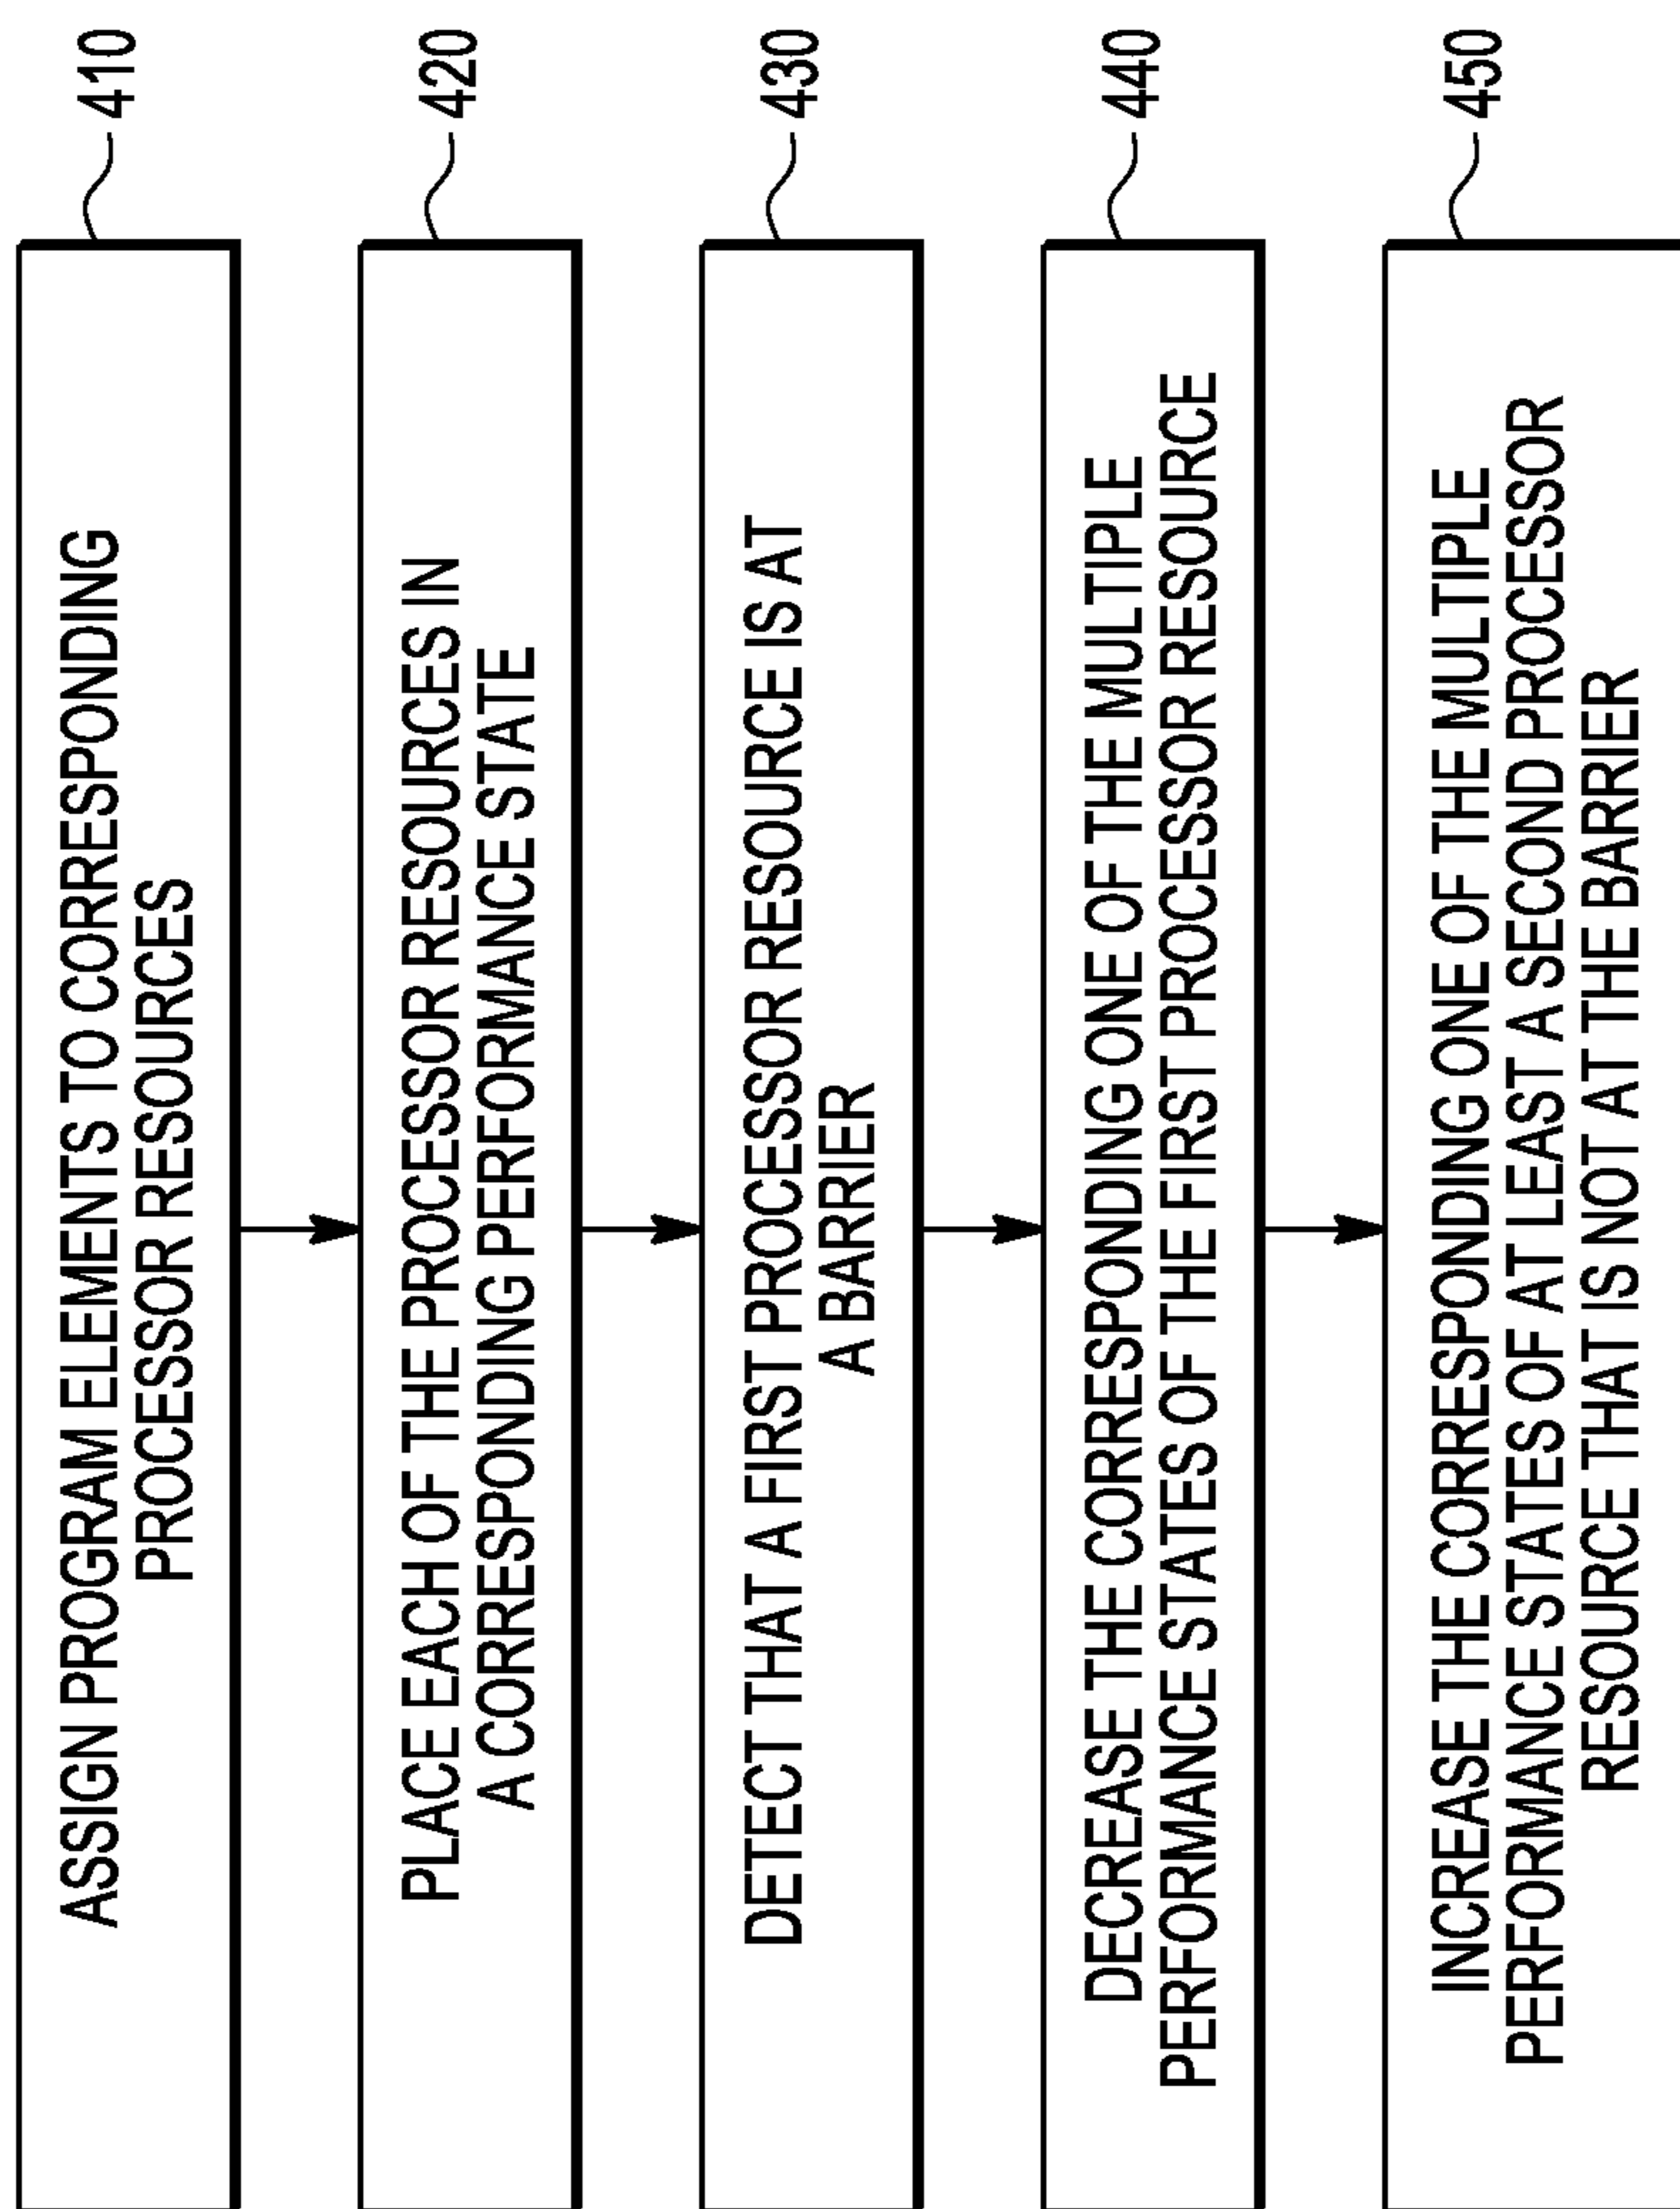 ASSIGN PROGRAM ELEMENTS TO CORRESPONDING
PROCESSOR RESOURCES
410
PLACE EACH OF THE PROCESSOR RESOURCES IN
A CORRESPONDING PERFORMANCE STATE
420
DETECT THAT A FIRST PROCESSOR RESOURCE IS AT
A BARRIER
430
DECREASE THE CORRESPONDING ONE OF THE MULTIPLE
PERFORMANCE STATES OF THE FIRST PROCESSOR RESOURCE
440
INCREASE THE CORRESPONDING ONE OF THE MULTIPLE
PERFORMANCE STATES OF AT LEAST A SECOND PROCESSOR
RESOURCE THAT IS NOT AT THE BARRIER
450